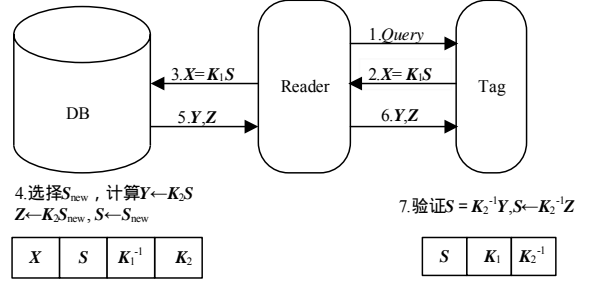 1.Query
3.X=K₁S
2.X=K₁S
DB
Reader
Tag
5.Y,Z
6.Y,Z
4.选择Sₙₑw，计算Y←K₂S
Z←K₂Sₙₑw, S←Sₙₑw
7.验证S=K₂⁻¹Y,S←K₂⁻¹Z
X S K₁⁻¹ K₂
S K₁ K₂⁻¹